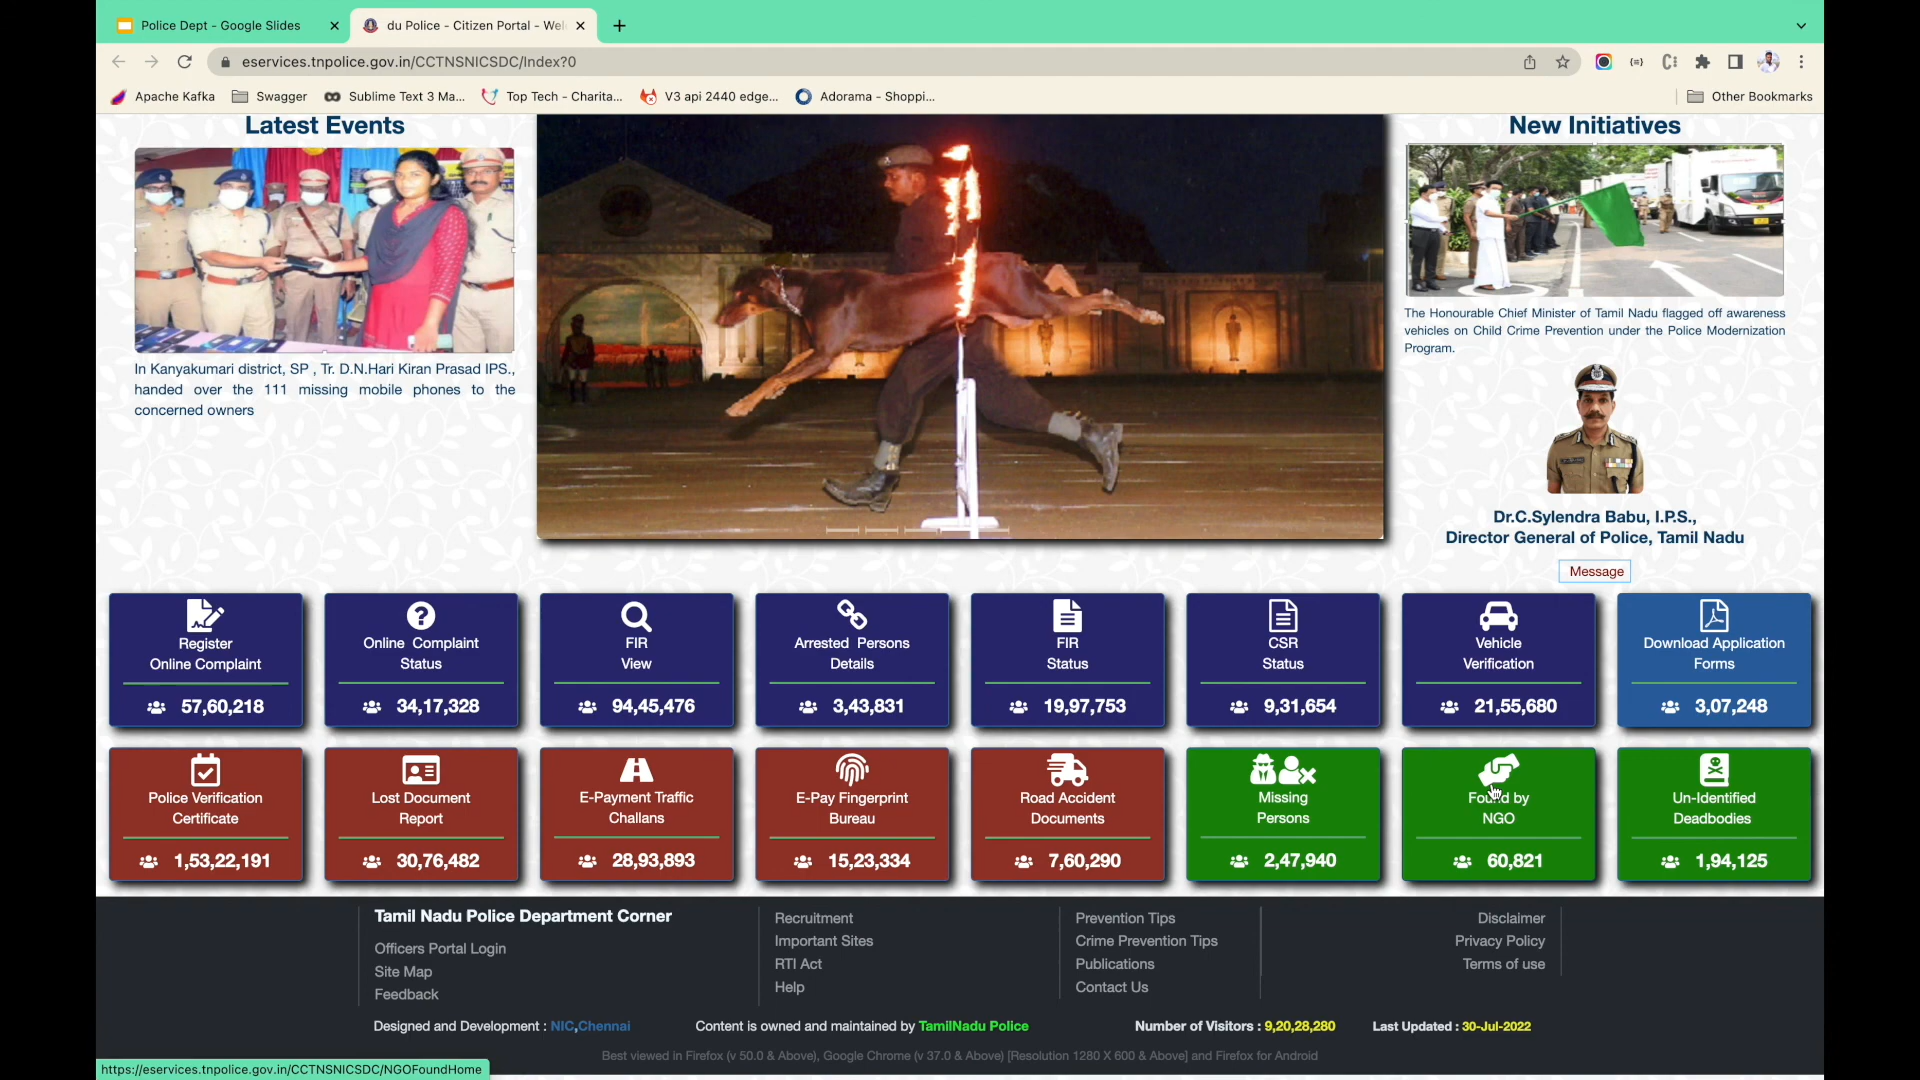 Police Dept - Google Slides
du Police - Citizen Portal - Wel
eservices.tnpolice.gov.in/CCTNSNICSDC/Index?0
Apache Kafka
Swagger
Sublime Text 3 Ma...
Top Tech - Charita...
V3 api 2440 edge...
Adorama - Shoppi...
Other Bookmarks
Latest Events
In Kanyakumari district, SP , Tr. D.N.Hari Kiran Prasad IPS.,
handed over the 111 missing mobile phones to the
concerned owners
New Initiatives
The Honourable Chief Minister of Tamil Nadu flagged off awareness
vehicles on Child Crime Prevention under the Police Modernization
Program.
Dr.C.Sylendra Babu, I.P.S.,
Director General of Police, Tamil Nadu
Message
Register
Online Complaint
57,60,218
Online Complaint
Status
34,17,328
FIR
View
94,45,476
Arrested Persons
Details
3,43,831
FIR
Status
19,97,753
CSR
Status
9,31,654
Vehicle
Verification
21,55,680
Download Application
Forms
3,07,248
Police Verification
Certificate
1,53,22,191
Lost Document
Report
30,76,482
E-Payment Traffic
Challans
28,93,893
E-Pay Fingerprint
Bureau
15,23,334
Road Accident
Documents
7,60,290
Missing
Persons
2,47,940
Found by
NGO
60,821
Un-Identified
Deadbodies
1,94,125
Tamil Nadu Police Department Corner
Officers Portal Login
Site Map
Feedback
Recruitment
Important Sites
RTI Act
Help
Prevention Tips
Crime Prevention Tips
Publications
Contact Us
Disclaimer
Privacy Policy
Terms of use
Designed and Development : NIC,Chennai
Content is owned and maintained by TamilNadu Police
Number of Visitors : 9,20,28,280
Last Updated : 30-Jul-2022
Best viewed in Firefox (v 50.0 & Above), Google Chrome (v 37.0 & Above) [Resolution 1280 X 600 & Above] and Firefox for Android
https://eservices.tnpolice.gov.in/CCTNSNICSDC/NGOFoundHome